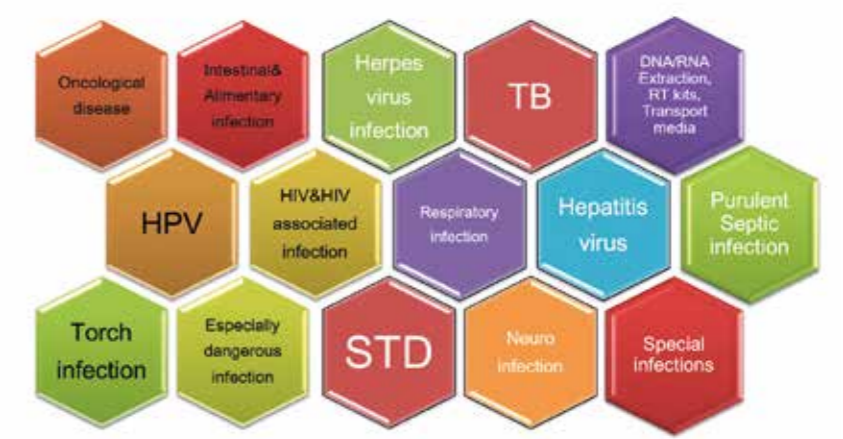 Oncological
disease
Intestinal&
Alimentary
infection
Herpes
virus
infection
TB
DNA/RNA
Extraction,
RT kits,
Transport
media
HPV
HIV&HIV
associated
infection
Respiratory
infection
Hepatitis
virus
Purulent
Septic
infection
Torch
infection
Especially
dangerous
infection
STD
Neuro
infection
Special
infections